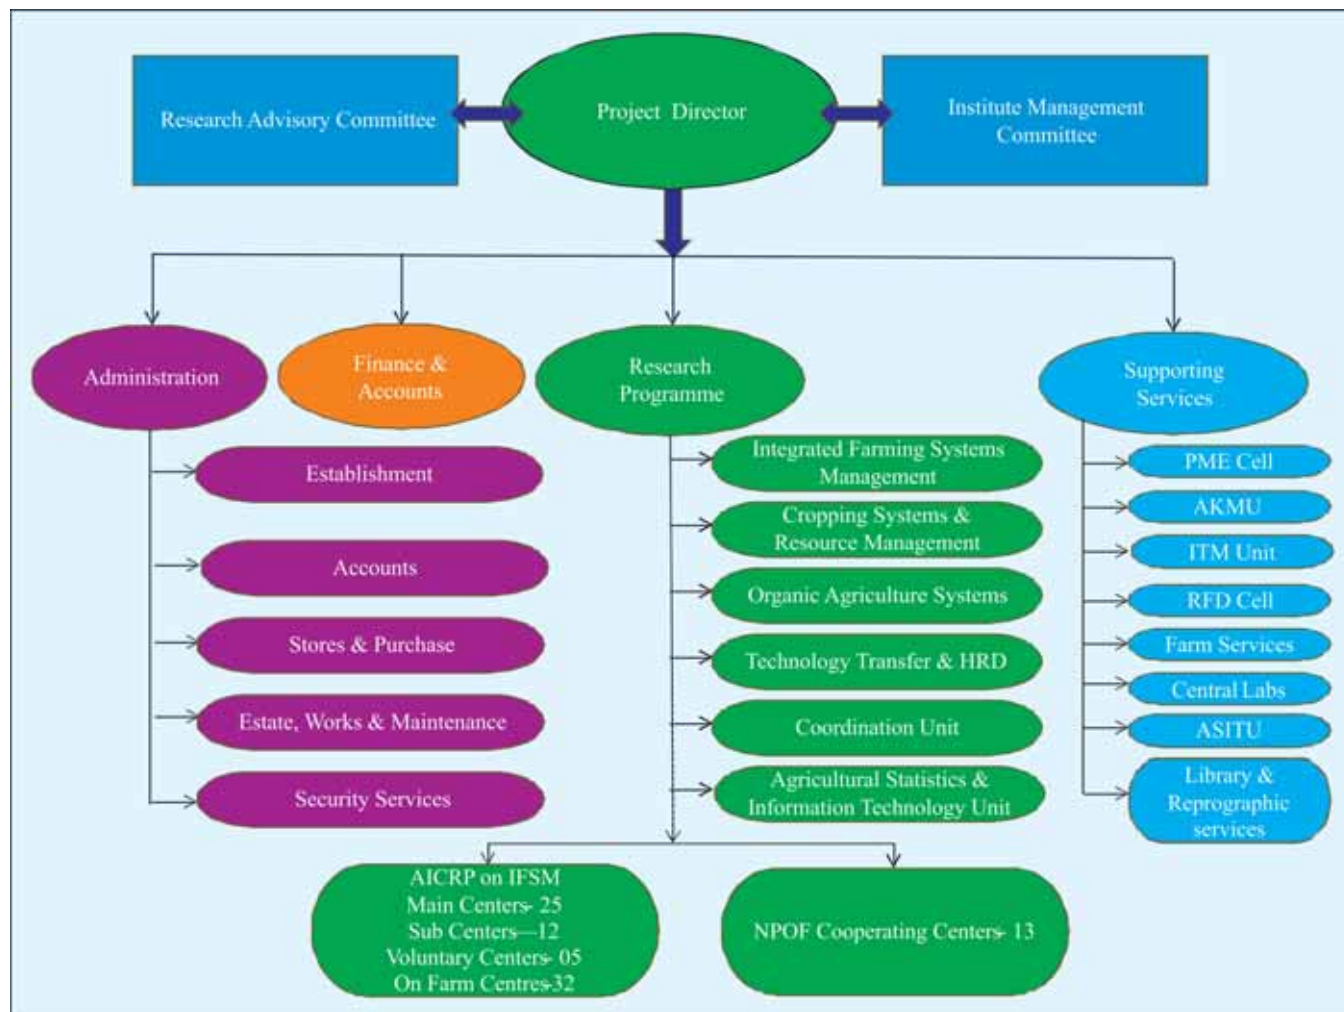 Research Advisory Committee
Project Director
Institute Management
Committee
Administration
Finance &
Accounts
Research
Programme
Supporting
Services
Establishment
Accounts
Stores & Purchase
Estate, Works & Maintenance
Security Services
Integrated Farming Systems
Management
Cropping Systems &
Resource Management
Organic Agriculture Systems
Technology Transfer & HRD
Coordination Unit
Agricultural Statistics &
Information Technology Unit
PME Cell
AKMU
ITM Unit
RFD Cell
Farm Services
Central Labs
ASITU
Library &
Reprographic
services
AICRP on IFSM
Main Centers- 25
Sub Centers—12
Voluntary Centers- 05
On Farm Centres-32
NPOF Cooperating Centers- 13